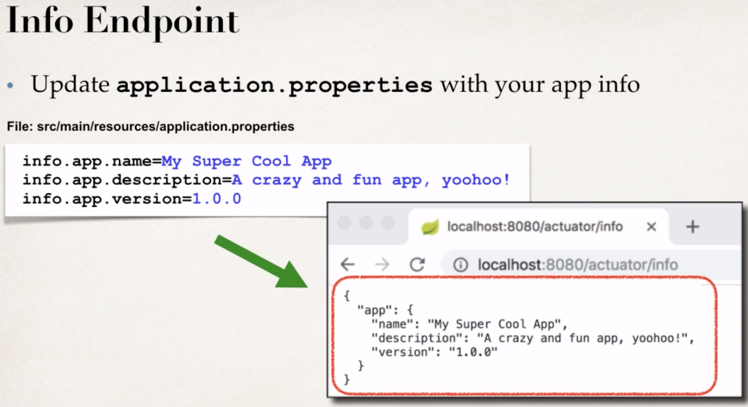 Info Endpoint
• Update application.properties with your app info
File: src/main/resources/application.properties
info.app.name=My Super Cool App
info.app.description=A crazy and fun app, yoohoo!
info.app.version=1.0.0
localhost:8080/actuator/info
localhost:8080/actuator/info
{
"app": {
"name": "My Super Cool App",
"description": "A crazy and fun app, yoohoo!",
"version": "1.0.0"
}
}